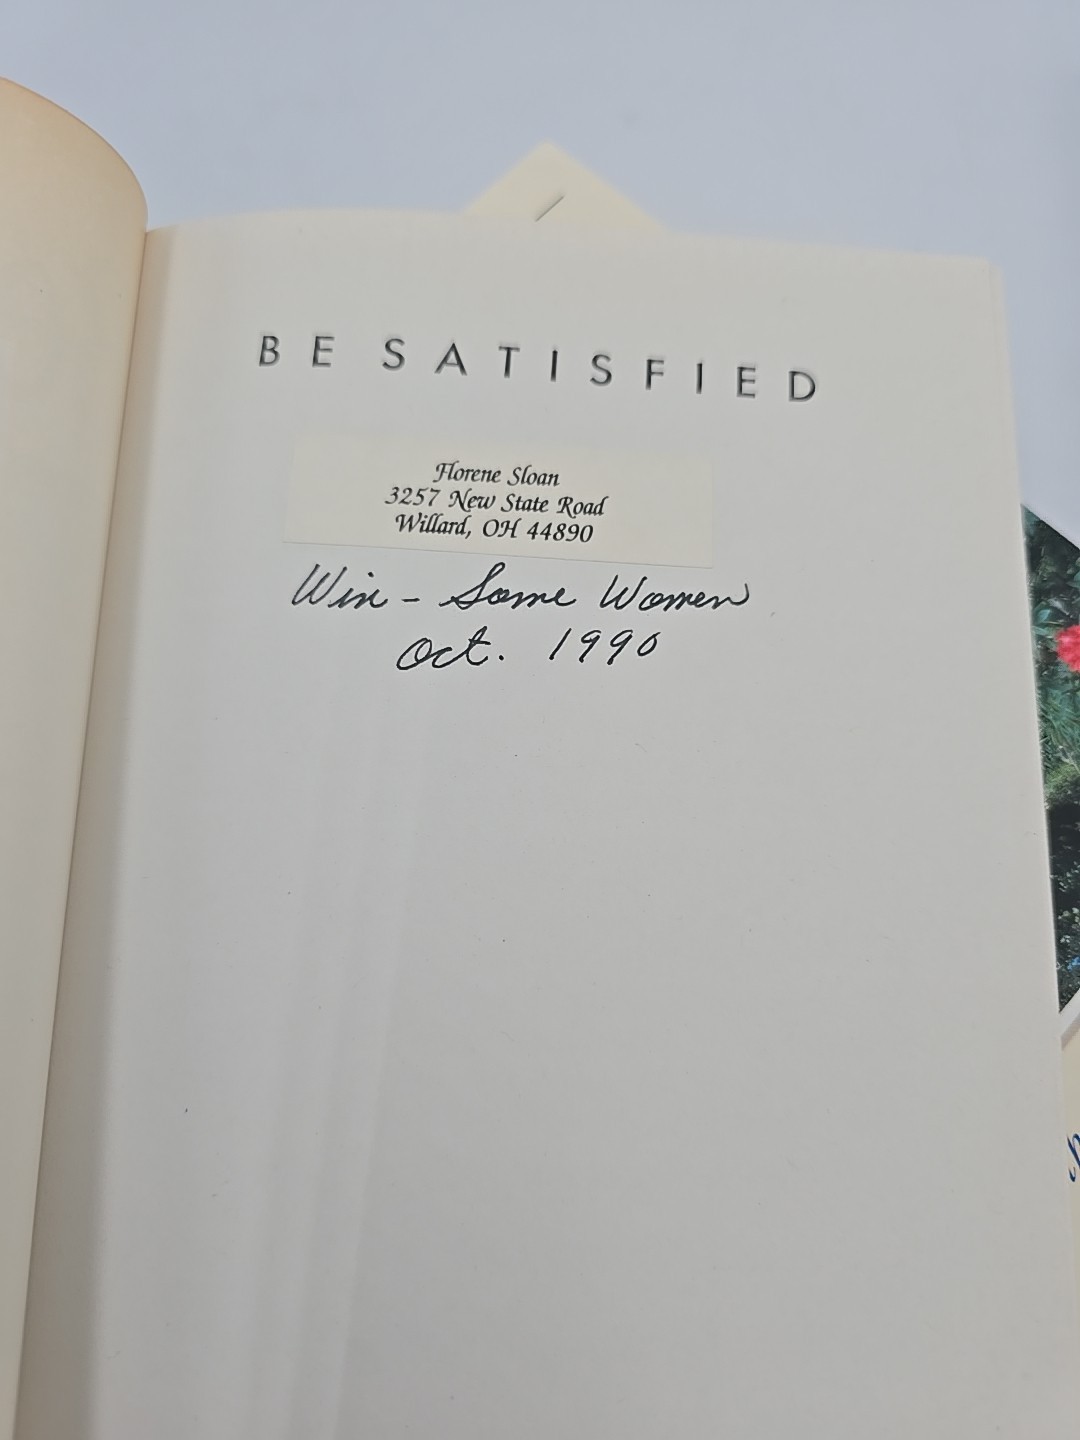 BE SATISFIED
Florene Sloan
3257 New State Road
Willard, OH 44890
Win - Some Women
Oct. 1990